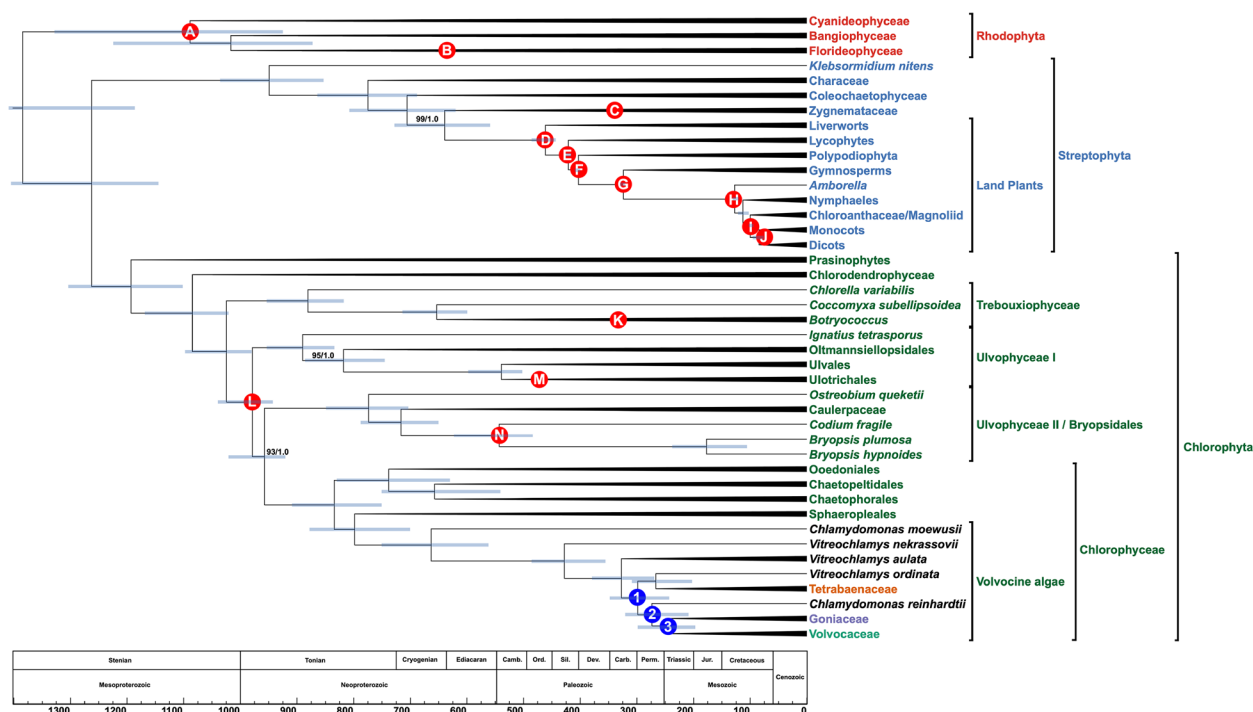 A
Cyanideophyceae
Bangiophyceae
B
Florideophyceae
Rhodophyta
Klebsormidium nitens
Characeae
Coleochaetophyceae
C
Zygnemataceae
99/1.0
Liverworts
D
Lycophytes
E
Polypodiophyta
F
Gymnosperms
G
Amborella
H
Nymphaeles
Chloroanthaceae/Magnoliid
I
Monocots
J
Dicots
Land Plants
Streptophyta
Prasinophytes
Chlorodendrophyceae
Chlorella variabilis
Coccomyxa subellipsoidea
K
Botryococcus
Trebouxiophyceae
Ignatius tetrasporus
95/1.0
Oltmannsiellopsidales
Ulvales
M
Ulotrichales
Ulvophyceae I
L
Ostreobium queketii
Caulerpaceae
Codium fragile
N
Bryopsis plumosa
Bryopsis hypnoides
Ulvophyceae II / Bryopsidales
Chlorophyta
93/1.0
Ooedoniales
Chaetopeltidales
Chaetophorales
Sphaeropleales
Chlamydomonas moewusii
Vitreochlamys nekrassovii
Vitreochlamys aulata
Vitreochlamys ordinata
Tetrabaenaceae
1
Chlamydomonas reinhardtii
2
Goniaceae
3
Volvocaceae
Volvocine algae
Chlorophyceae
Stenian Tonian Cryogenian Ediacaran Camb. Ord. Sil. Dev. Carb. Perm. Triassic Jur. Cretaceous
Cenozoic
Mesoproterozoic Neoproterozoic Paleozoic Mesozoic
1300 1200 1100 1000 900 800 700 600 500 400 300 200 100 0